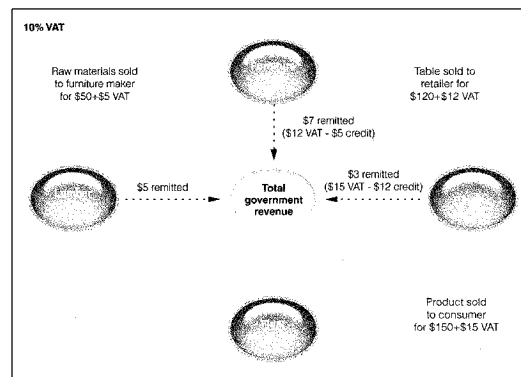 10% VAT
Raw materials sold
to furniture maker
for $50+$5 VAT
Table sold to
retailer for
$120+$12 VAT
$7 remitted
($12 VAT - $5 credit)
$5 remitted
Total
government
revenue
$3 remitted
($15 VAT - $12 credit)
Product sold
to consumer
for $150+$15 VAT